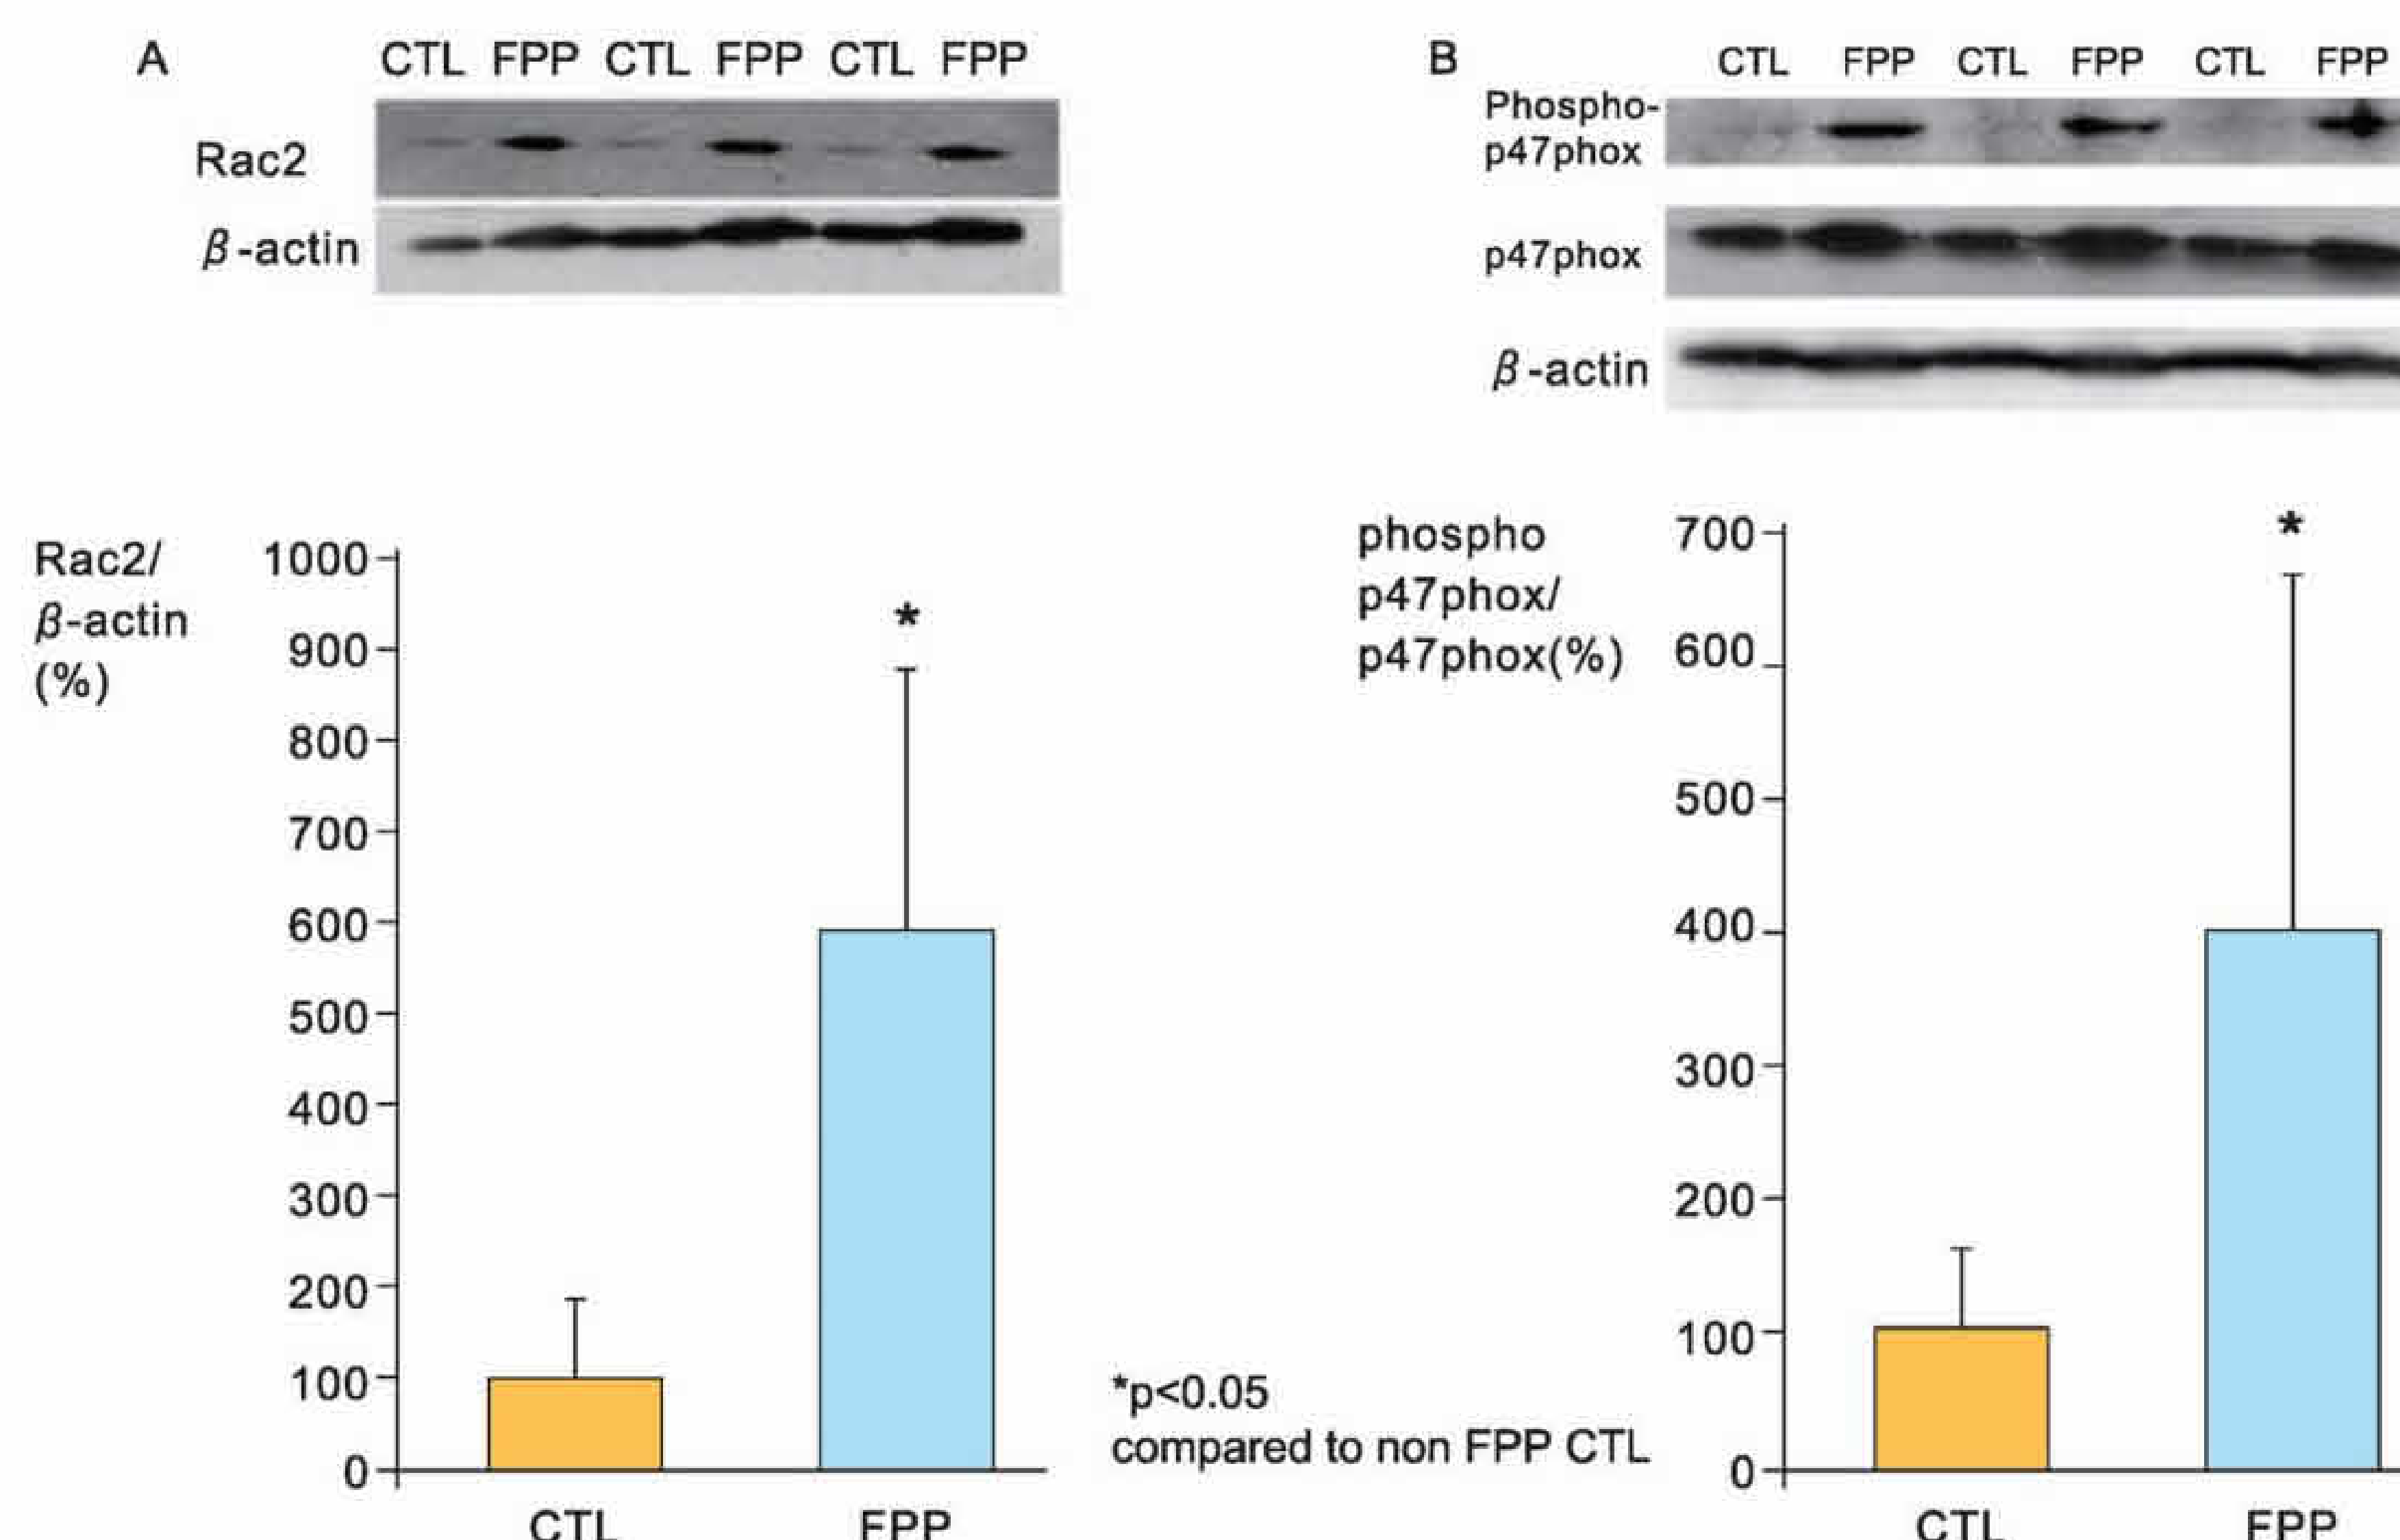 A
CTL FPP CTL FPP CTL FPP
Rac2
β-actin
Rac2/
β-actin
(%)
1000
900
800
700
600
500
400
300
200
100
0
*
CTL FPP
*p<0.05
compared to non FPP CTL
B
CTL FPP CTL FPP CTL FPP
Phospho-
p47phox
p47phox
β-actin
phospho
p47phox/
p47phox(%)
700
600
500
400
300
200
100
0
*
CTL FPP